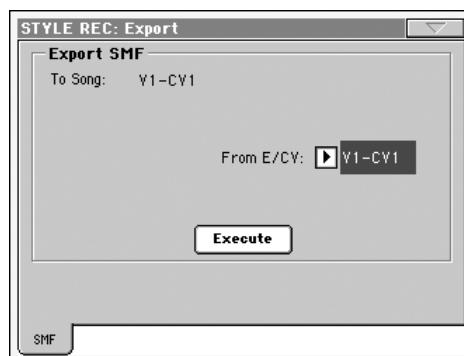 STYLE REC: Export
Export SMF
To Song: V1-CV1
From E/CV: V1-CV1
Execute
SMF